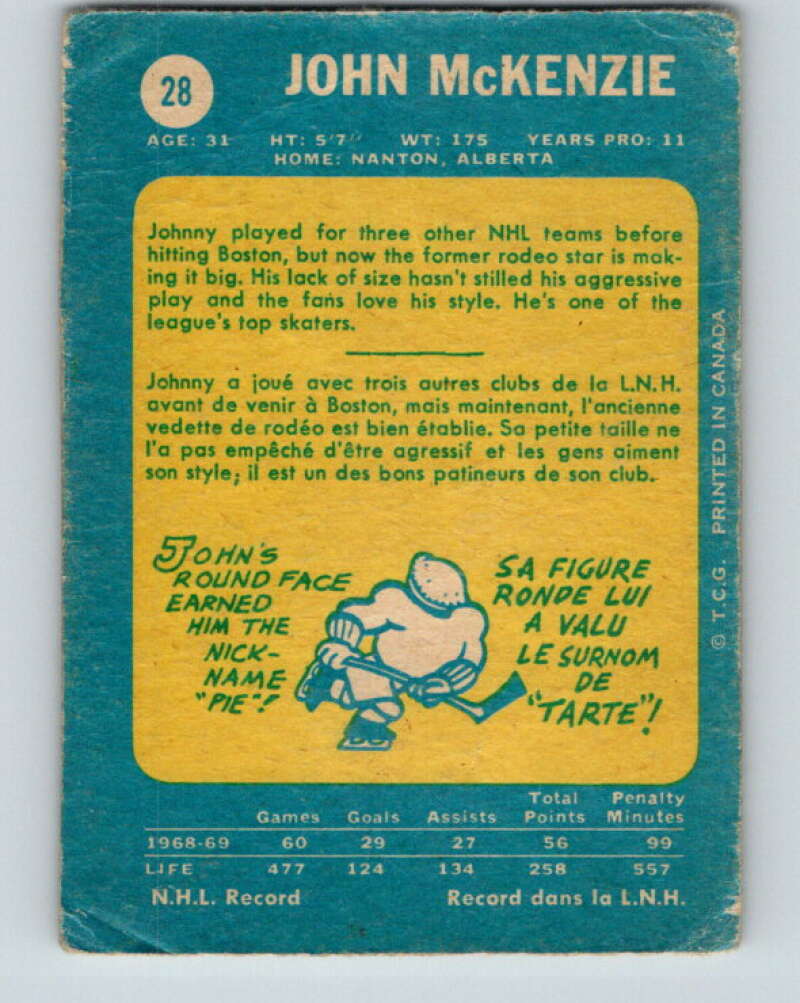 28
JOHN McKENZIE
AGE: 31 HT: 5'7" WT: 175 YEARS PRO: 11
HOME: NANTON, ALBERTA
Johnny played for three other NHL teams before
hitting Boston, but now the former rodeo star is mak-
ing it big. His lack of size hasn't stilled his aggressive
play and the fans love his style. He's one of the
league's top skaters.
Johnny a joué avec trois autres clubs de la L.N.H.
avant de venir à Boston, mais maintenant, l'ancienne
vedette de rodéo est bien établie. Sa petite taille ne
l'a pas empêché d'être agressif et les gens aiment
son style; il est un des bons patineurs de son club.
JOHN'S
ROUND FACE
EARNED
HIM THE
NICK-
NAME
"PIE"!
SA FIGURE
RONDE LUI
A VALU
LE SURNOM
DE
"TARTE"!
© T.C.G. PRINTED IN CANADA
Games Goals Assists Total Points Penalty Minutes
1968-69 60 29 27 56 99
LIFE 477 124 134 258 557
N.H.L. Record Record dans la L.N.H.